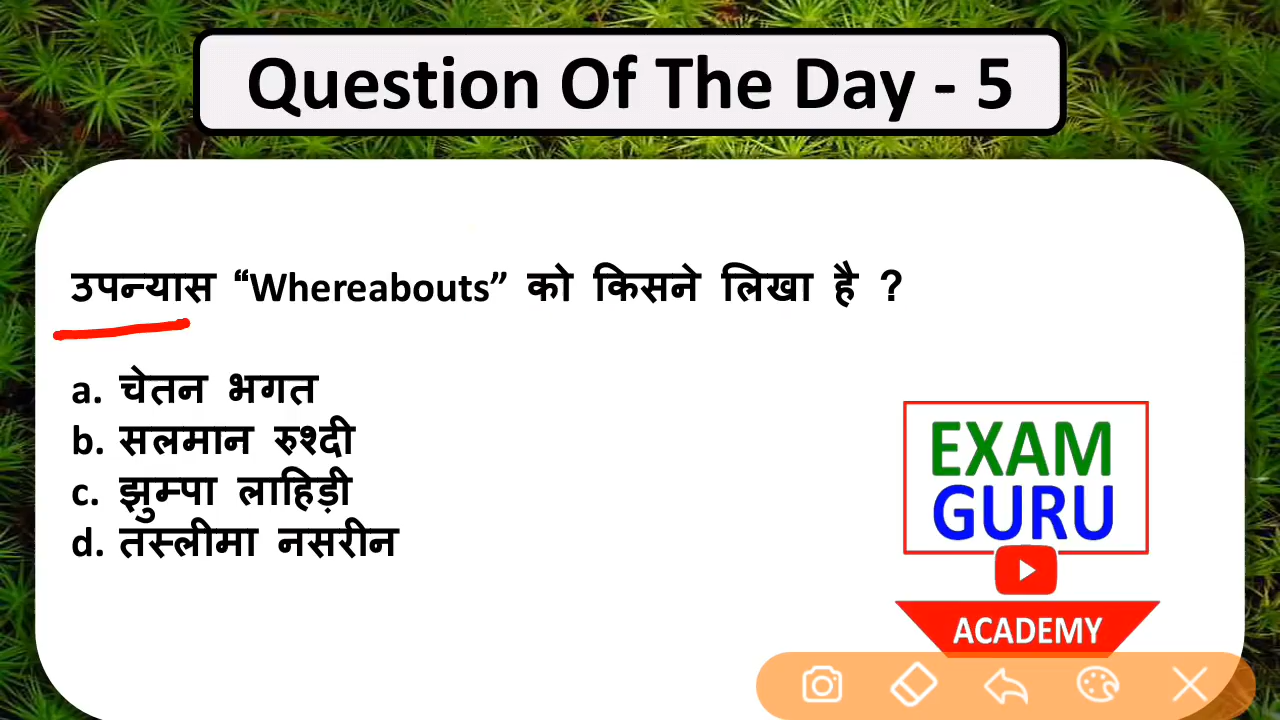 Question Of The Day - 5
उपन्यास “Whereabouts” को किसने लिखा है ?
a. चेतन भगत
b. सलमान रुश्दी
c. झुम्पा लाहिड़ी
d. तस्लीमा नसरीन
EXAM
GURU
ACADEMY